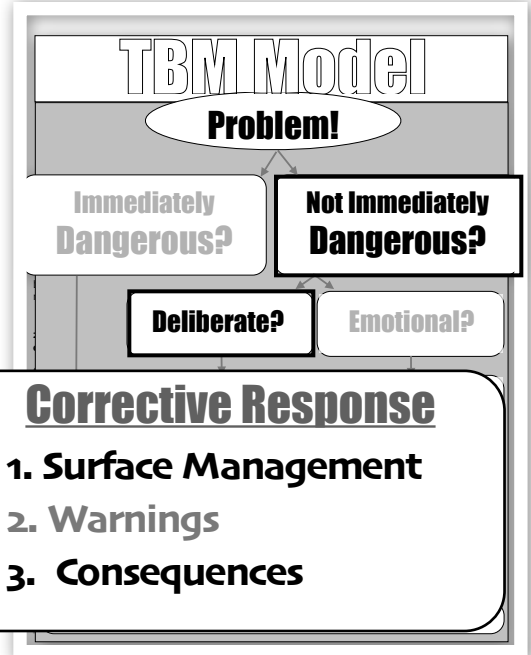 TBM Model
Problem!
Immediately
Dangerous?
Not Immediately
Dangerous?
Deliberate?
Emotional?
Corrective Response
1. Surface Management
2. Warnings
3. Consequences